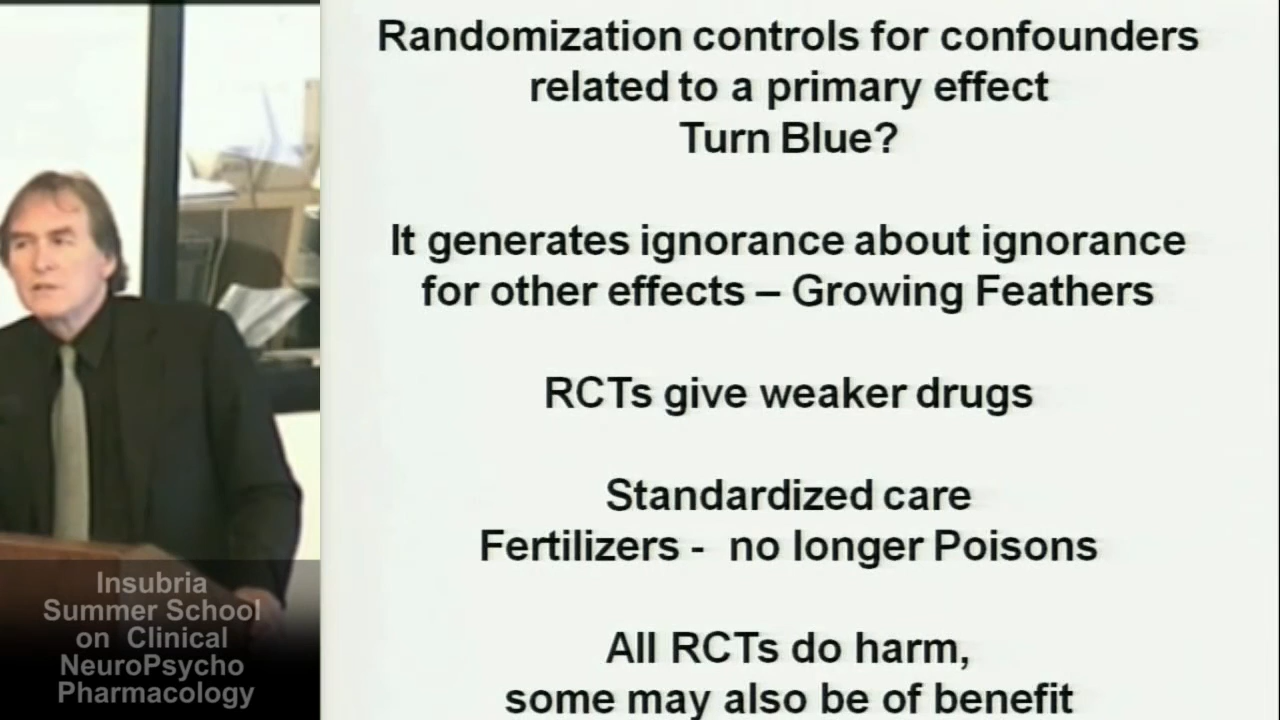 Randomization controls for confounders
related to a primary effect
Turn Blue?
It generates ignorance about ignorance
for other effects – Growing Feathers
RCTs give weaker drugs
Standardized care
Fertilizers - no longer Poisons
All RCTs do harm,
some may also be of benefit
Insubria
Summer School
on Clinical
NeuroPsycho
Pharmacology